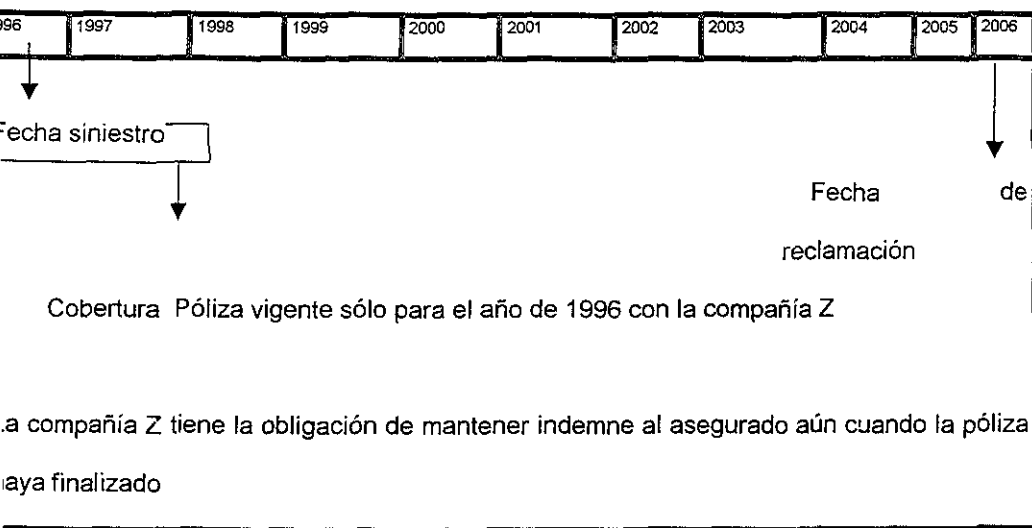 996 1997 1998 1999 2000 2001 2002 2003 2004 2005 2006
Fecha siniestro
Fecha de
reclamación
Cobertura Póliza vigente sólo para el año de 1996 con la compañía Z
.a compañía Z tiene la obligación de mantener indemne al asegurado aún cuando la póliza
aya finalizado